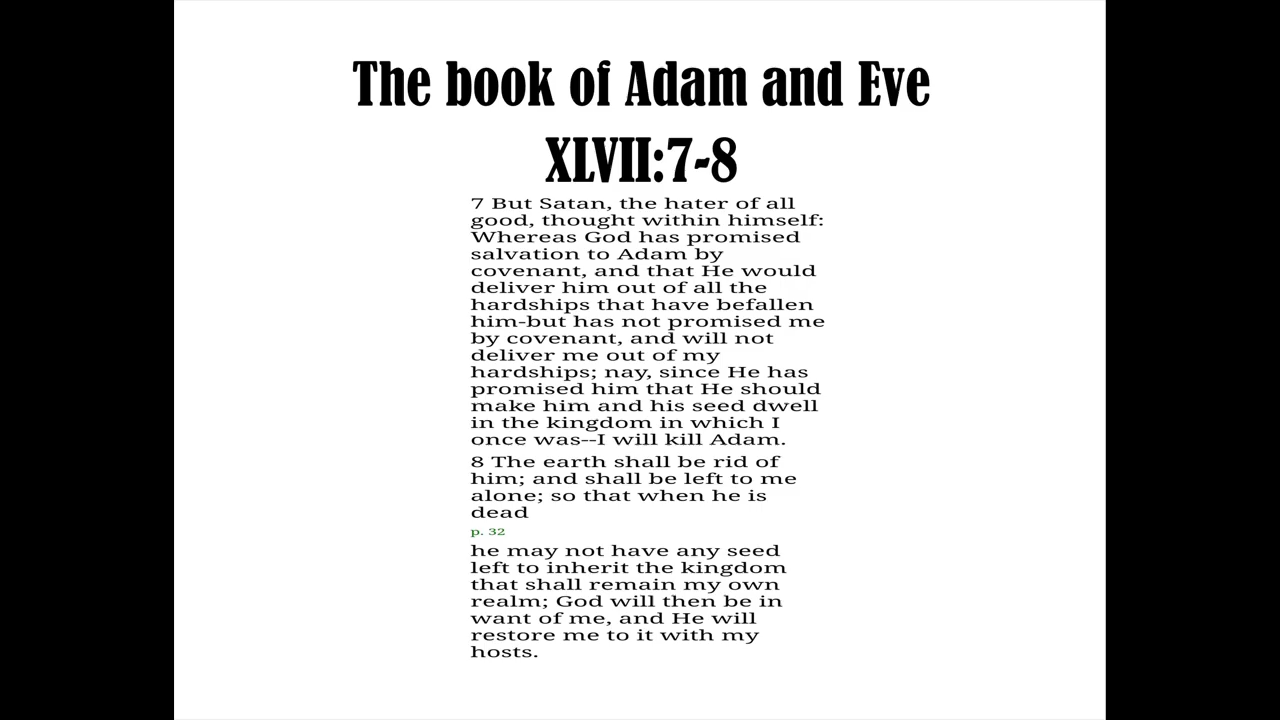 The book of Adam and Eve
XLVII:7-8
7 But Satan, the hater of all
good, thought within himself:
Whereas God has promised
salvation to Adam by
covenant, and that He would
deliver him out of all the
hardships that have befallen
him-but has not promised me
by covenant, and will not
deliver me out of my
hardships; nay, since He has
promised him that He should
make him and his seed dwell
in the kingdom in which I
once was--I will kill Adam.
8 The earth shall be rid of
him; and shall be left to me
alone; so that when he is
dead
p. 32
he may not have any seed
left to inherit the kingdom
that shall remain my own
realm; God will then be in
want of me, and He will
restore me to it with my
hosts.